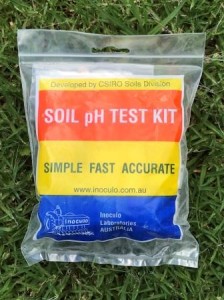 Developed by CSIRO Soils Division
SOIL pH TEST KIT
SIMPLE FAST ACCURATE
www.inoculo.com.au
Inoculo
Laboratories
AUSTRALIA
inoculo